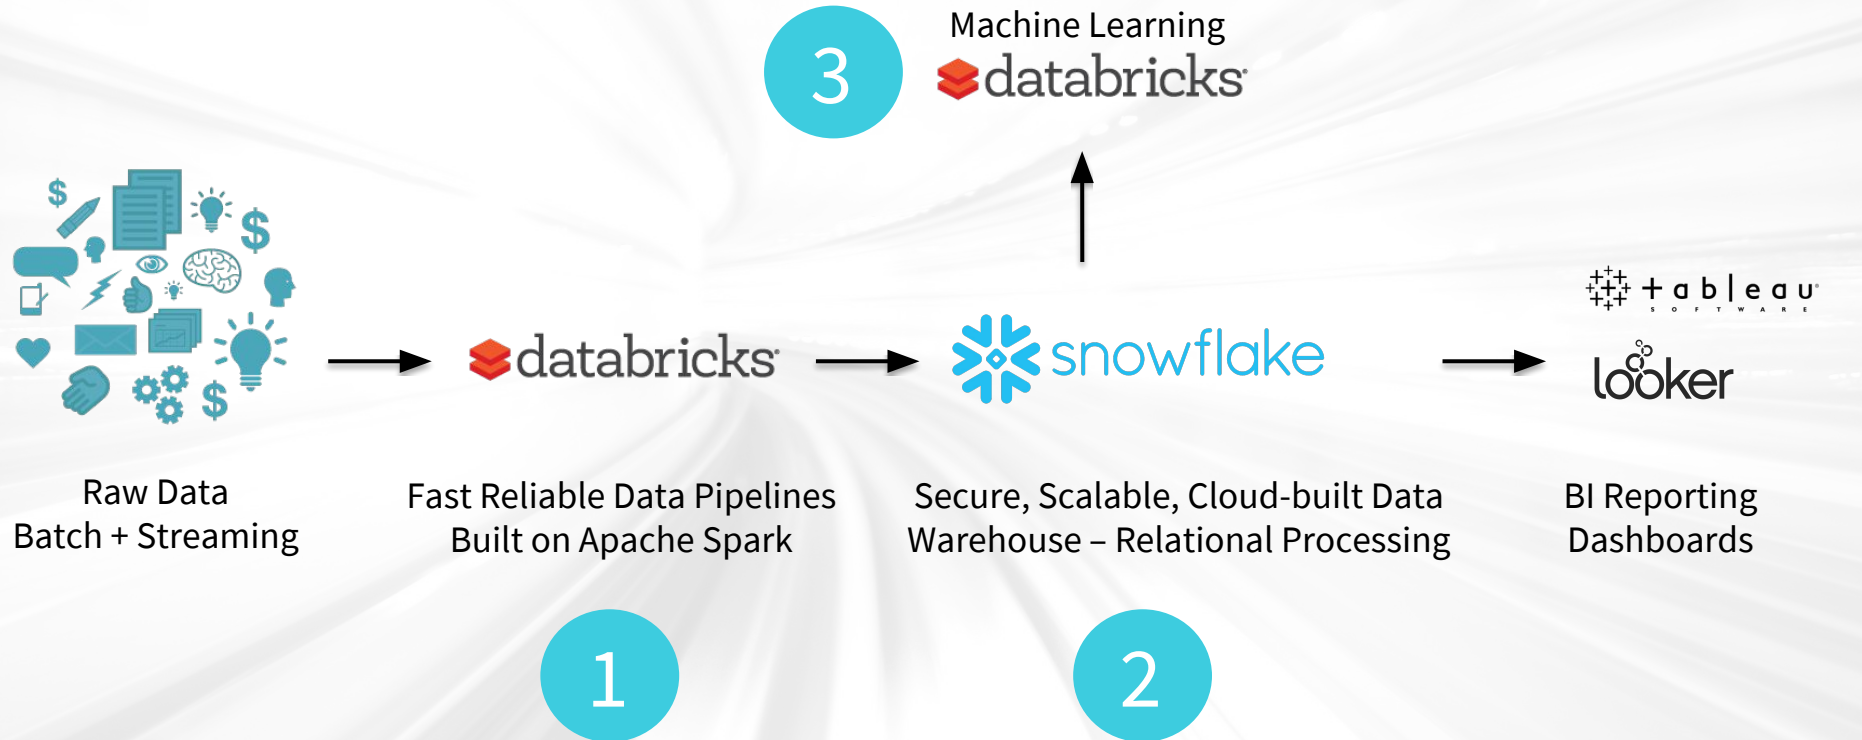 3
Machine Learning
databricks
tableau
SOFTWARE
databricks
snowflake
looker
Raw Data
Batch + Streaming
Fast Reliable Data Pipelines
Built on Apache Spark
Secure, Scalable, Cloud-built Data
Warehouse – Relational Processing
BI Reporting
Dashboards
1
2